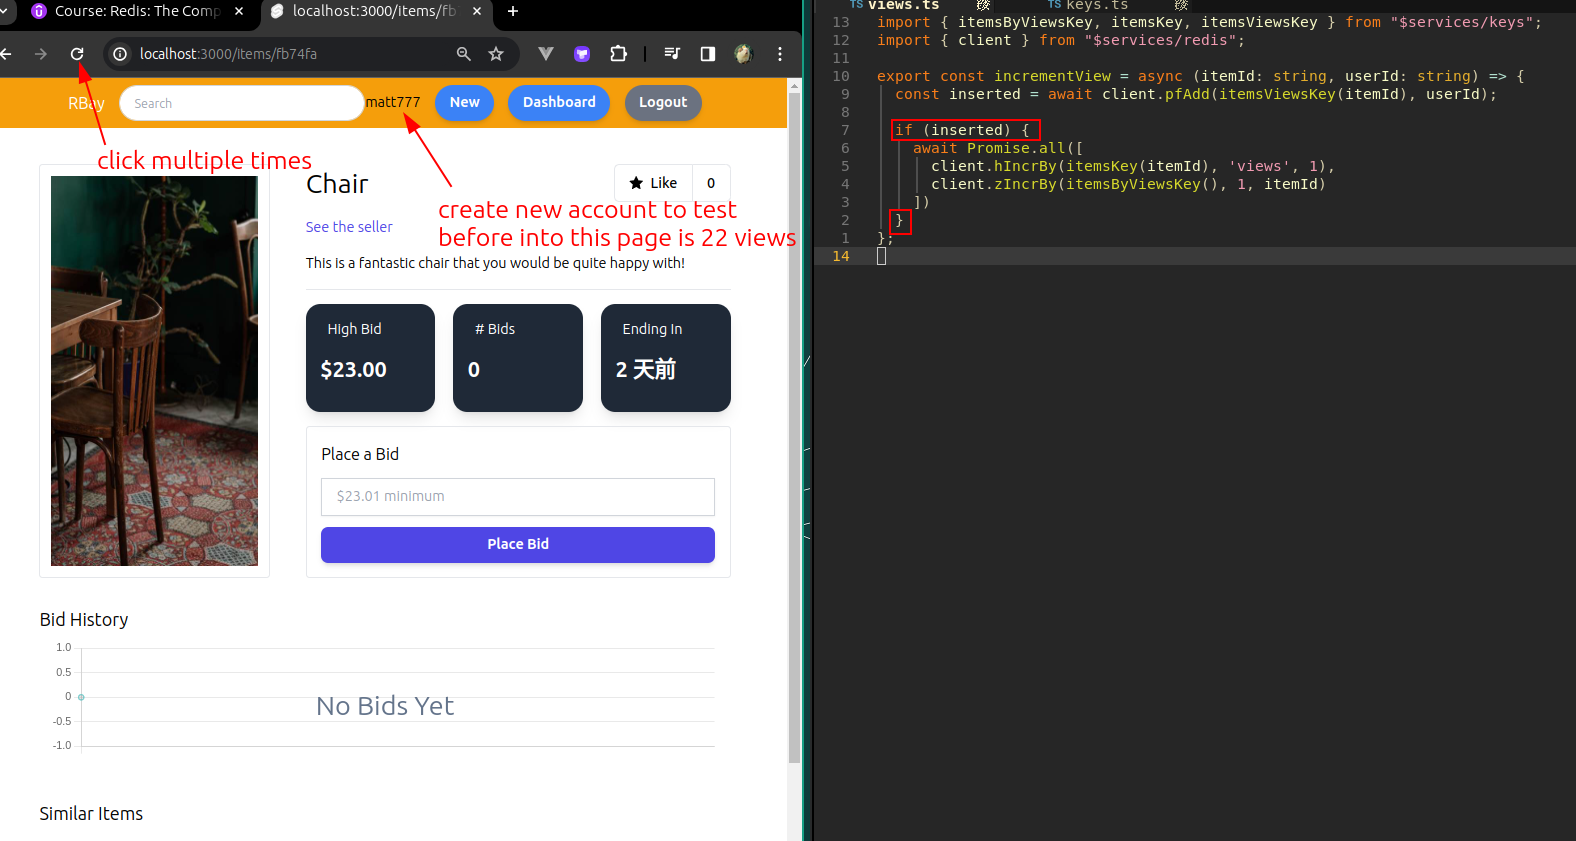 Course: Redis: The Comp
localhost:3000/items/fb
localhost:3000/items/fb74fa
RBay
Search
matt777
New
Dashboard
Logout
click multiple times
Chair
Like
0
create new account to test
before into this page is 22 views
See the seller
This is a fantastic chair that you would be quite happy with!
High Bid
$23.00
# Bids
0
Ending In
2 天前
Place a Bid
$23.01 minimum
Place Bid
Bid History
1.0
0.5
0
-0.5
-1.0
No Bids Yet
Similar Items
TS views.ts
TS keys.ts
13 import { itemsByViewsKey, itemsKey, itemsViewsKey } from "$services/keys";
12 import { client } from "$services/redis";
11
10 export const incrementView = async (itemId: string, userId: string) => {
9 const inserted = await client.pfAdd(itemsViewsKey(itemId), userId);
8
7 if (inserted) {
6 await Promise.all([
5 client.hIncrBy(itemsKey(itemId), 'views', 1),
4 client.zIncrBy(itemsByViewsKey(), 1, itemId)
3 ])
2 }
1 };
14